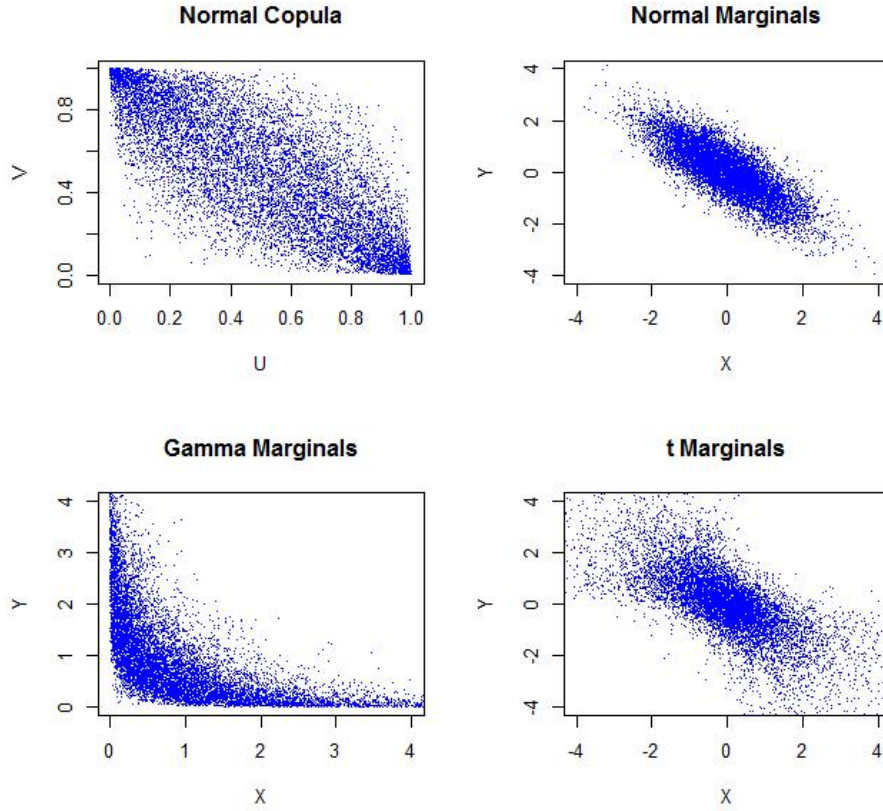 Normal Copula
V
0.0 0.4 0.8
0.0 0.2 0.4 0.6 0.8 1.0
U
Normal Marginals
Y
-4 -2 0 2 4
-4 -2 0 2 4
X
Gamma Marginals
Y
0 1 2 3 4
0 1 2 3 4
X
t Marginals
Y
-4 -2 0 2 4
-4 -2 0 2 4
X